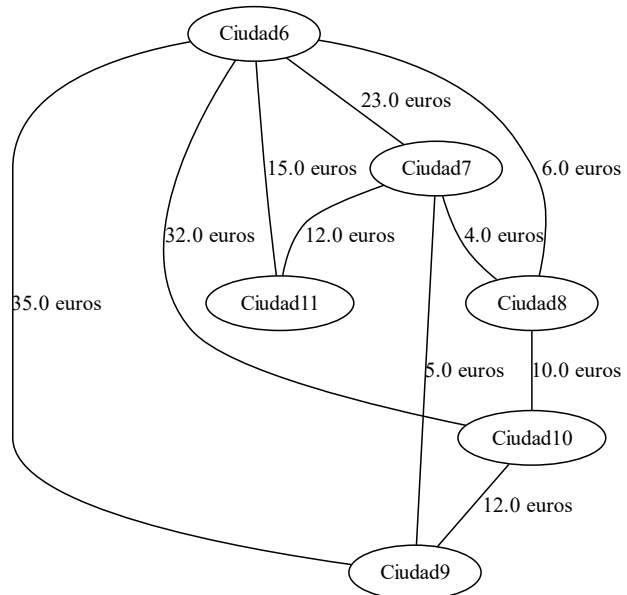 Ciudad6
23.0 euros
Ciudad7
15.0 euros
6.0 euros
32.0 euros
12.0 euros
4.0 euros
35.0 euros
Ciudad11
Ciudad8
5.0 euros
10.0 euros
Ciudad10
12.0 euros
Ciudad9